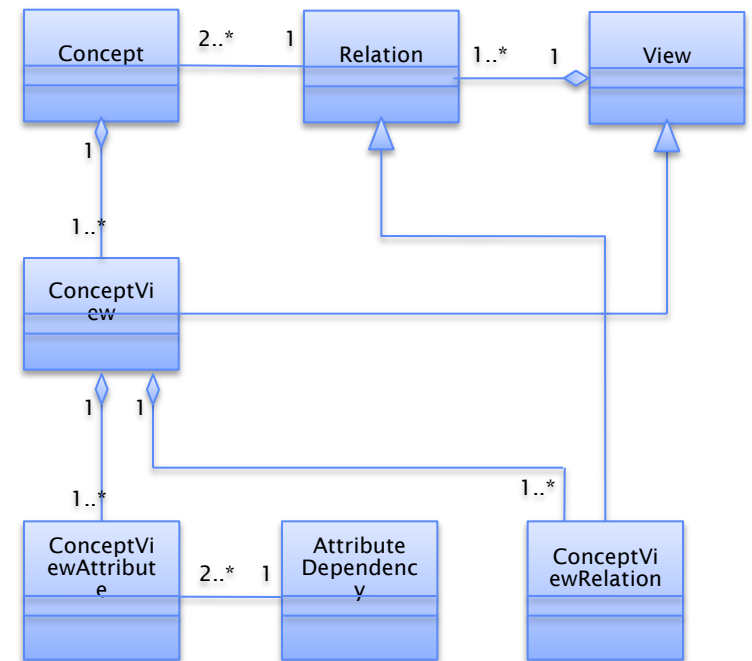 Concept
2..*
1
Relation
1..*
1
View
1
1..*
ConceptVi
ew
1
1
1..*
1..*
ConceptVi
ewAttribut
e
2..*
1
Attribute
Dependenc
y
ConceptVi
ewRelation